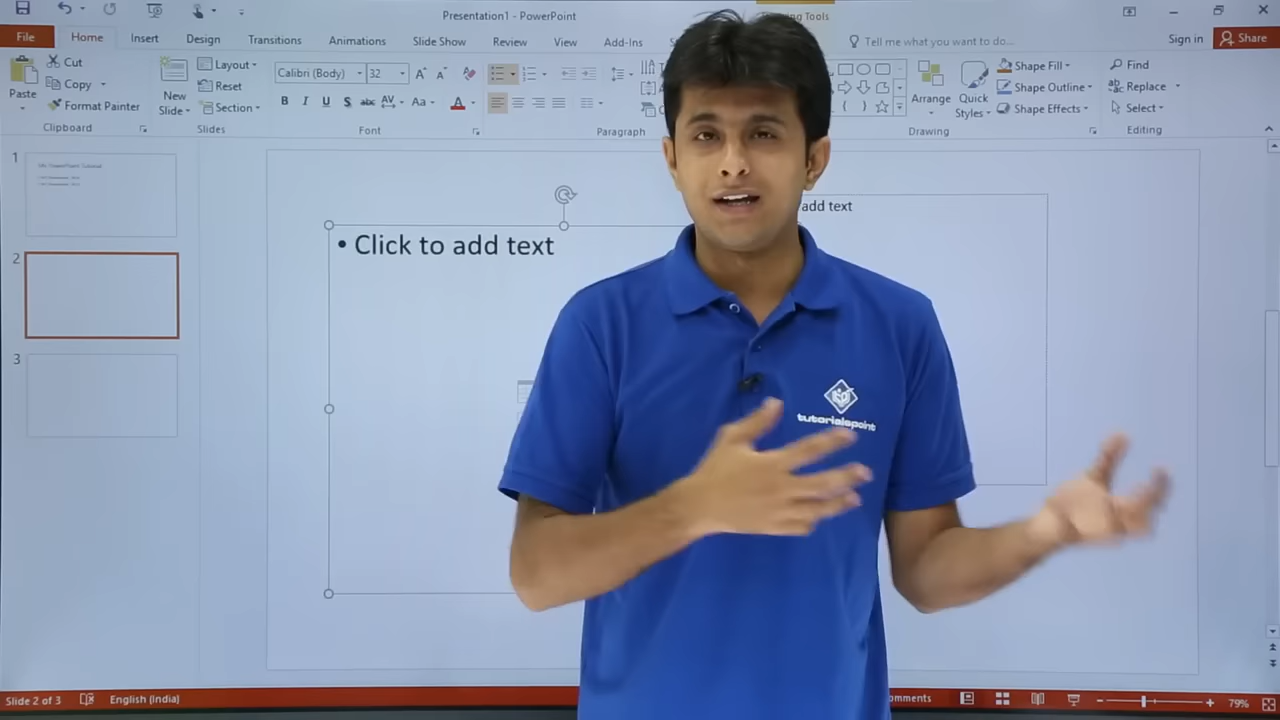 Presentation1 - PowerPoint
Tools
File
Home
Insert
Design
Transitions
Animations
Slide Show
Review
View
Add-Ins
Tell me what you want to do...
Sign in
Share
Paste
Cut
Copy
Format Painter
Clipboard
New
Slide
Layout
Reset
Section
Slides
Calibri (Body)
32
B I U S abc AV Aa A
Font
Paragraph
Arrange
Quick
Styles
Shape Fill
Shape Outline
Shape Effects
Drawing
Find
Replace
Select
Editing
1
2
3
add text
• Click to add text
tutorialspoint
Slide 2 of 3
English (India)
79%